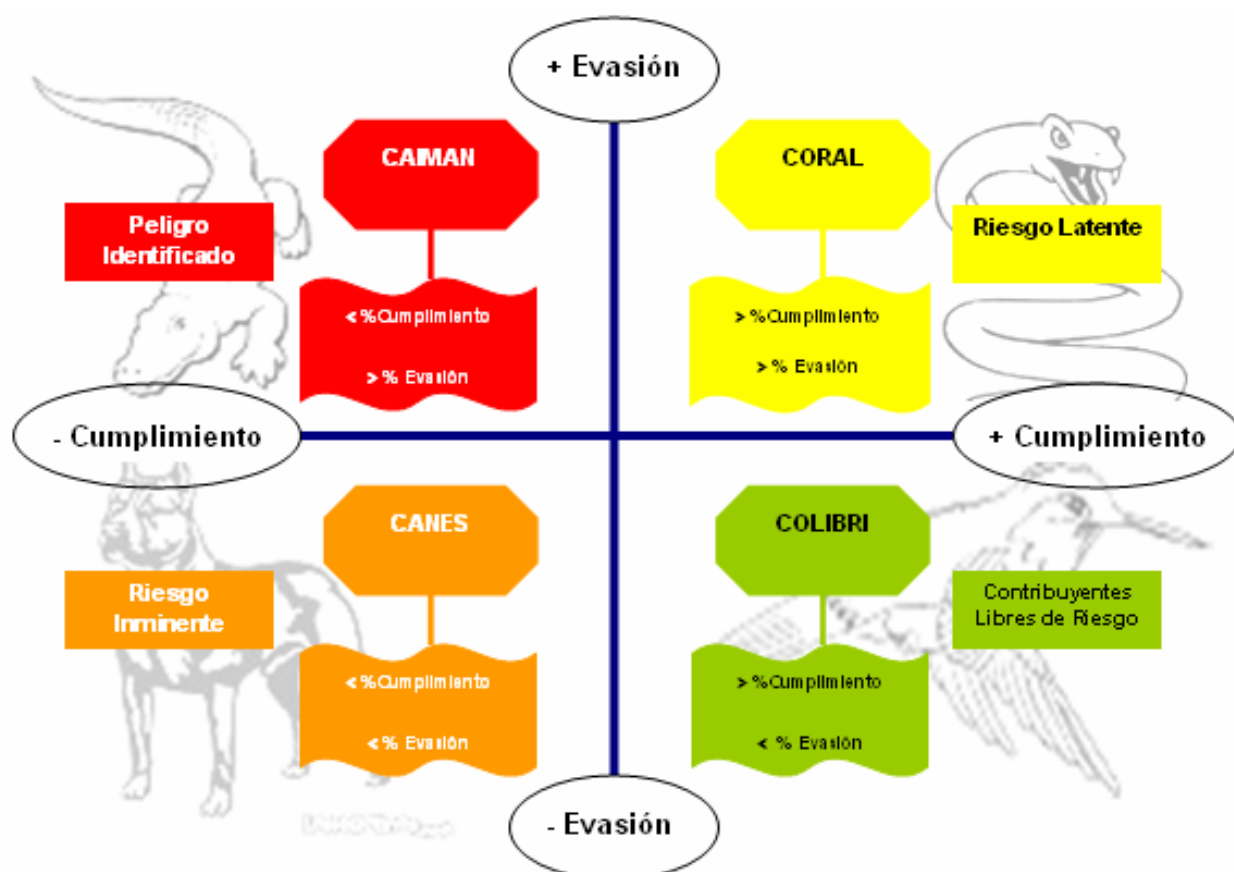 + Evasión
CAIMAN
CORAL
Peligro
Identificado
Riesgo Latente
< %Cumplimiento
> % Evasión
> %Cumplimiento
> % Evasión
- Cumplimiento
+ Cumplimiento
CANES
COLIBRI
Riesgo
Inminente
Contribuyentes
Libres de Riesgo
< %Cumplimiento
< % Evasión
> %Cumplimiento
< % Evasión
- Evasión